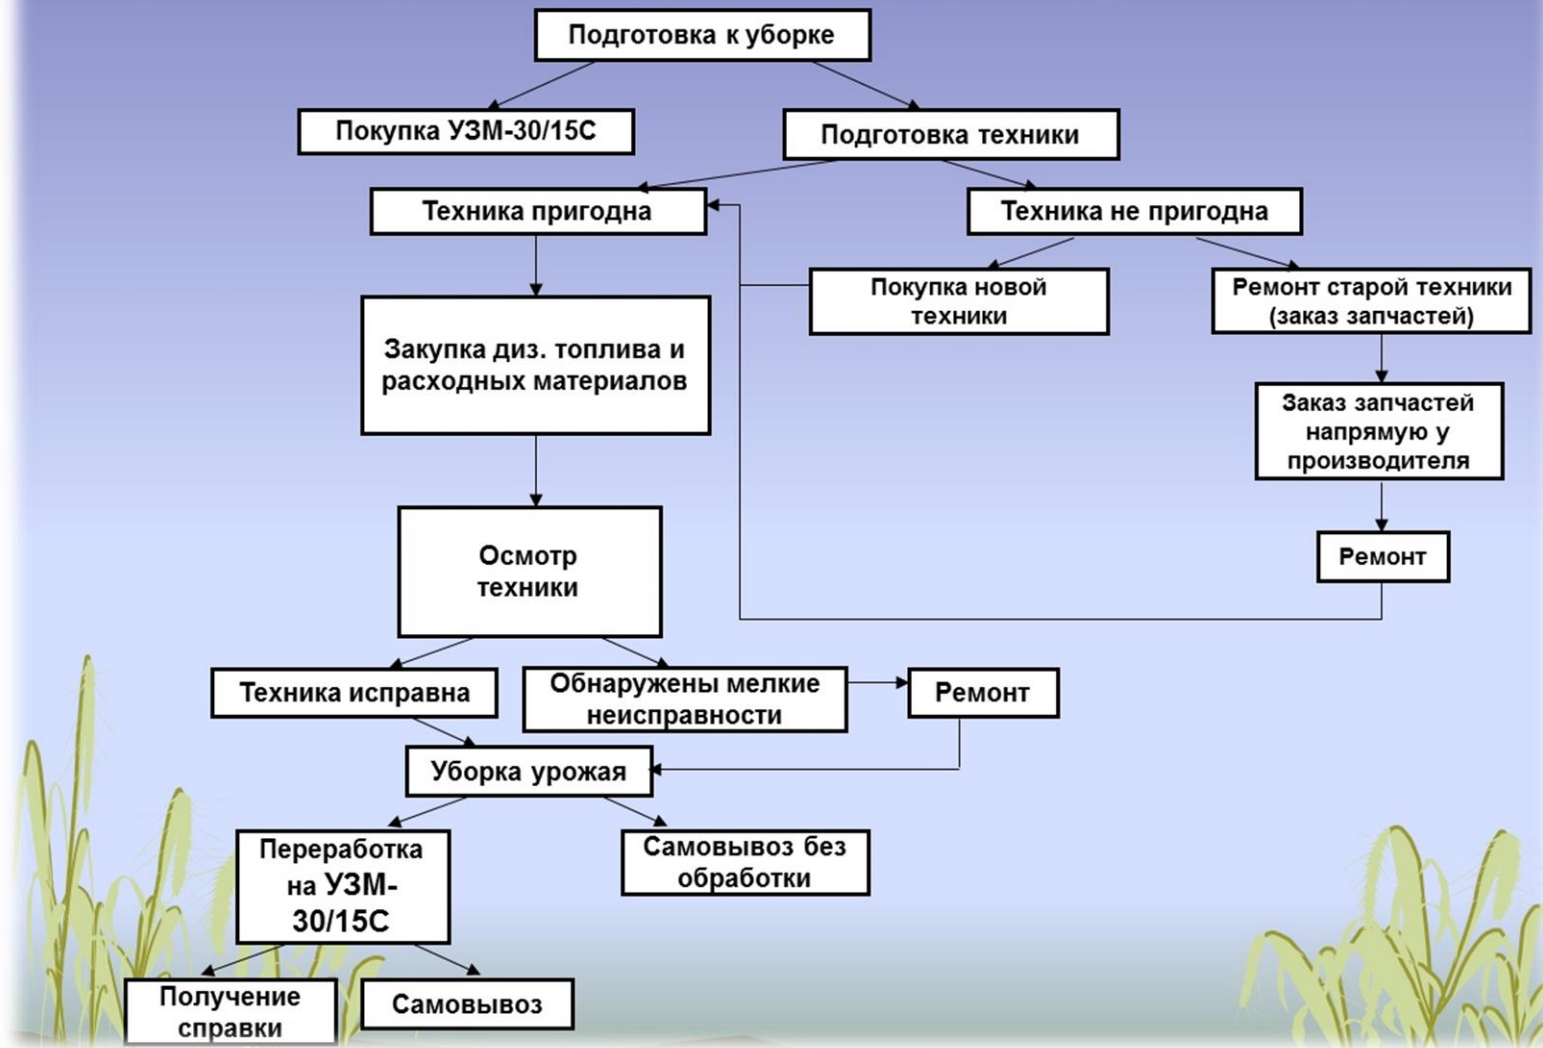 Подготовка к уборке
Покупка УЗМ-30/15С
Подготовка техники
Техника пригодна
Техника не пригодна
Покупка новой
техники
Ремонт старой техники
(заказ запчастей)
Закупка диз. топлива и
расходных материалов
Заказ запчастей
напрямую у
производителя
Осмотр
техники
Ремонт
Техника исправна
Обнаружены мелкие
неисправности
Ремонт
Уборка урожая
Переработка
на УЗМ-
30/15С
Самовывоз без
обработки
Получение
справки
Самовывоз